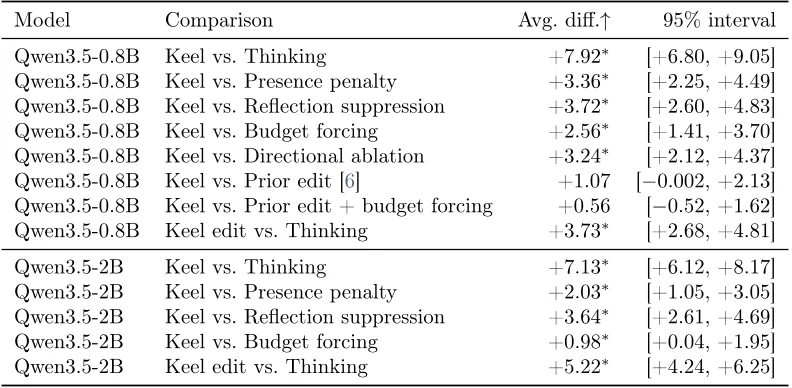 Model Comparison Avg. diff.↑ 95% interval
Qwen3.5-0.8B Keel vs. Thinking +7.92* [+6.80, +9.05]
Qwen3.5-0.8B Keel vs. Presence penalty +3.36* [+2.25, +4.49]
Qwen3.5-0.8B Keel vs. Reflection suppression +3.72* [+2.60, +4.83]
Qwen3.5-0.8B Keel vs. Budget forcing +2.56* [+1.41, +3.70]
Qwen3.5-0.8B Keel vs. Directional ablation +3.24* [+2.12, +4.37]
Qwen3.5-0.8B Keel vs. Prior edit [6] +1.07 [−0.002, +2.13]
Qwen3.5-0.8B Keel vs. Prior edit + budget forcing +0.56 [−0.52, +1.62]
Qwen3.5-0.8B Keel edit vs. Thinking +3.73* [+2.68, +4.81]
Qwen3.5-2B Keel vs. Thinking +7.13* [+6.12, +8.17]
Qwen3.5-2B Keel vs. Presence penalty +2.03* [+1.05, +3.05]
Qwen3.5-2B Keel vs. Reflection suppression +3.64* [+2.61, +4.69]
Qwen3.5-2B Keel vs. Budget forcing +0.98* [+0.04, +1.95]
Qwen3.5-2B Keel edit vs. Thinking +5.22* [+4.24, +6.25]